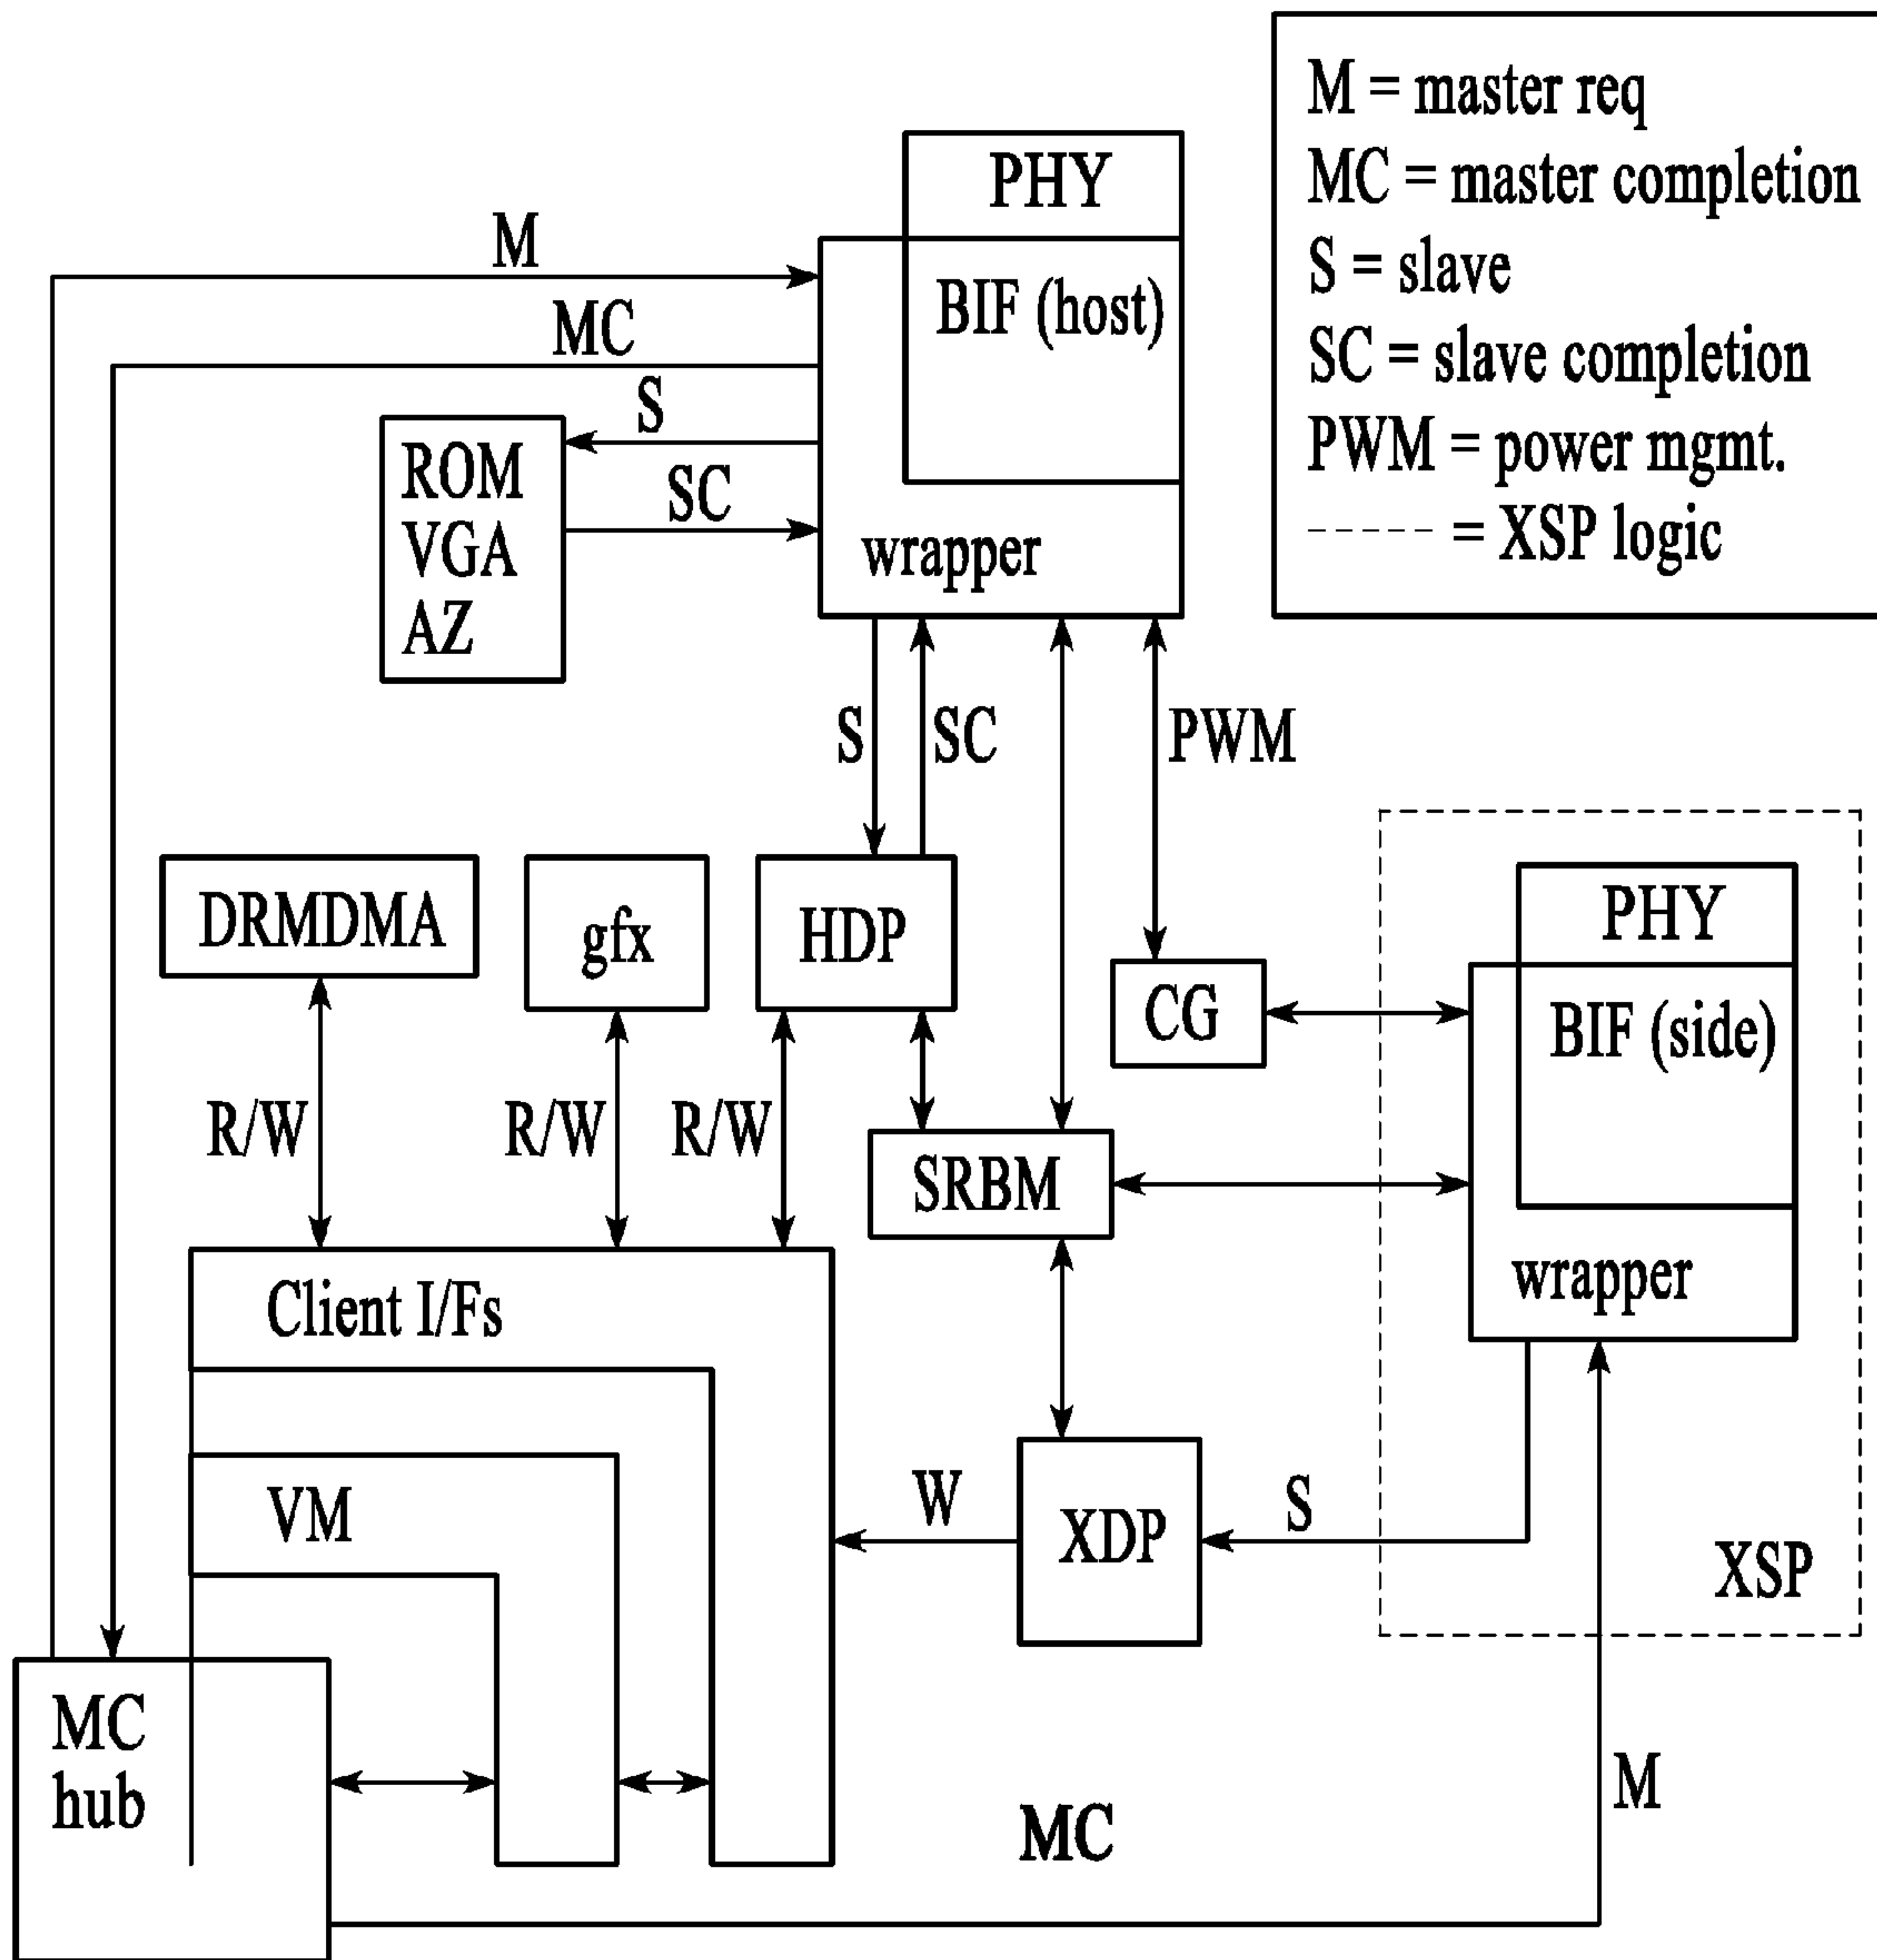 M = master req
MC = master completion
S = slave
SC = slave completion
PWM = power mgmt.
= XSP logic
PHY
BIF (host)
wrapper
M
MC
S
SC
ROM
VGA
AZ
S
SC
PWM
DRMDMA
gfx
HDP
CG
PHY
BIF (side)
wrapper
R/W
R/W
R/W
SRBM
Client I/Fs
VM
W
XDP
S
XSP
MC
hub
MC
M